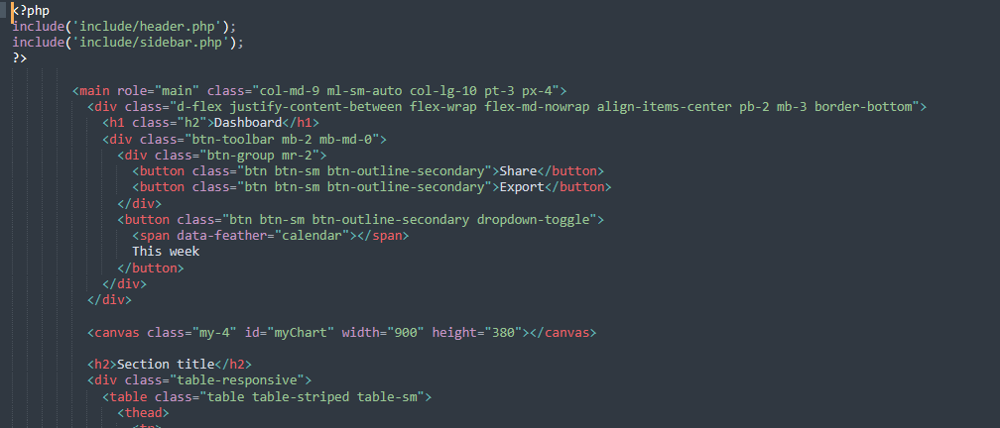 <?php
include('include/header.php');
include('include/sidebar.php');
?>
<main role="main" class="col-md-9 ml-sm-auto col-lg-10 pt-3 px-4">
<div class="d-flex justify-content-between flex-wrap flex-md-nowrap align-items-center pb-2 mb-3 border-bottom">
<h1 class="h2">Dashboard</h1>
<div class="btn-toolbar mb-2 mb-md-0">
<div class="btn-group mr-2">
<button class="btn btn-sm btn-outline-secondary">Share</button>
<button class="btn btn-sm btn-outline-secondary">Export</button>
</div>
<button class="btn btn-sm btn-outline-secondary dropdown-toggle">
<span data-feather="calendar"></span>
This week
</button>
</div>
</div>
<canvas class="my-4" id="myChart" width="900" height="380"></canvas>
<h2>Section title</h2>
<div class="table-responsive">
<table class="table table-striped table-sm">
<thead>
<tr>